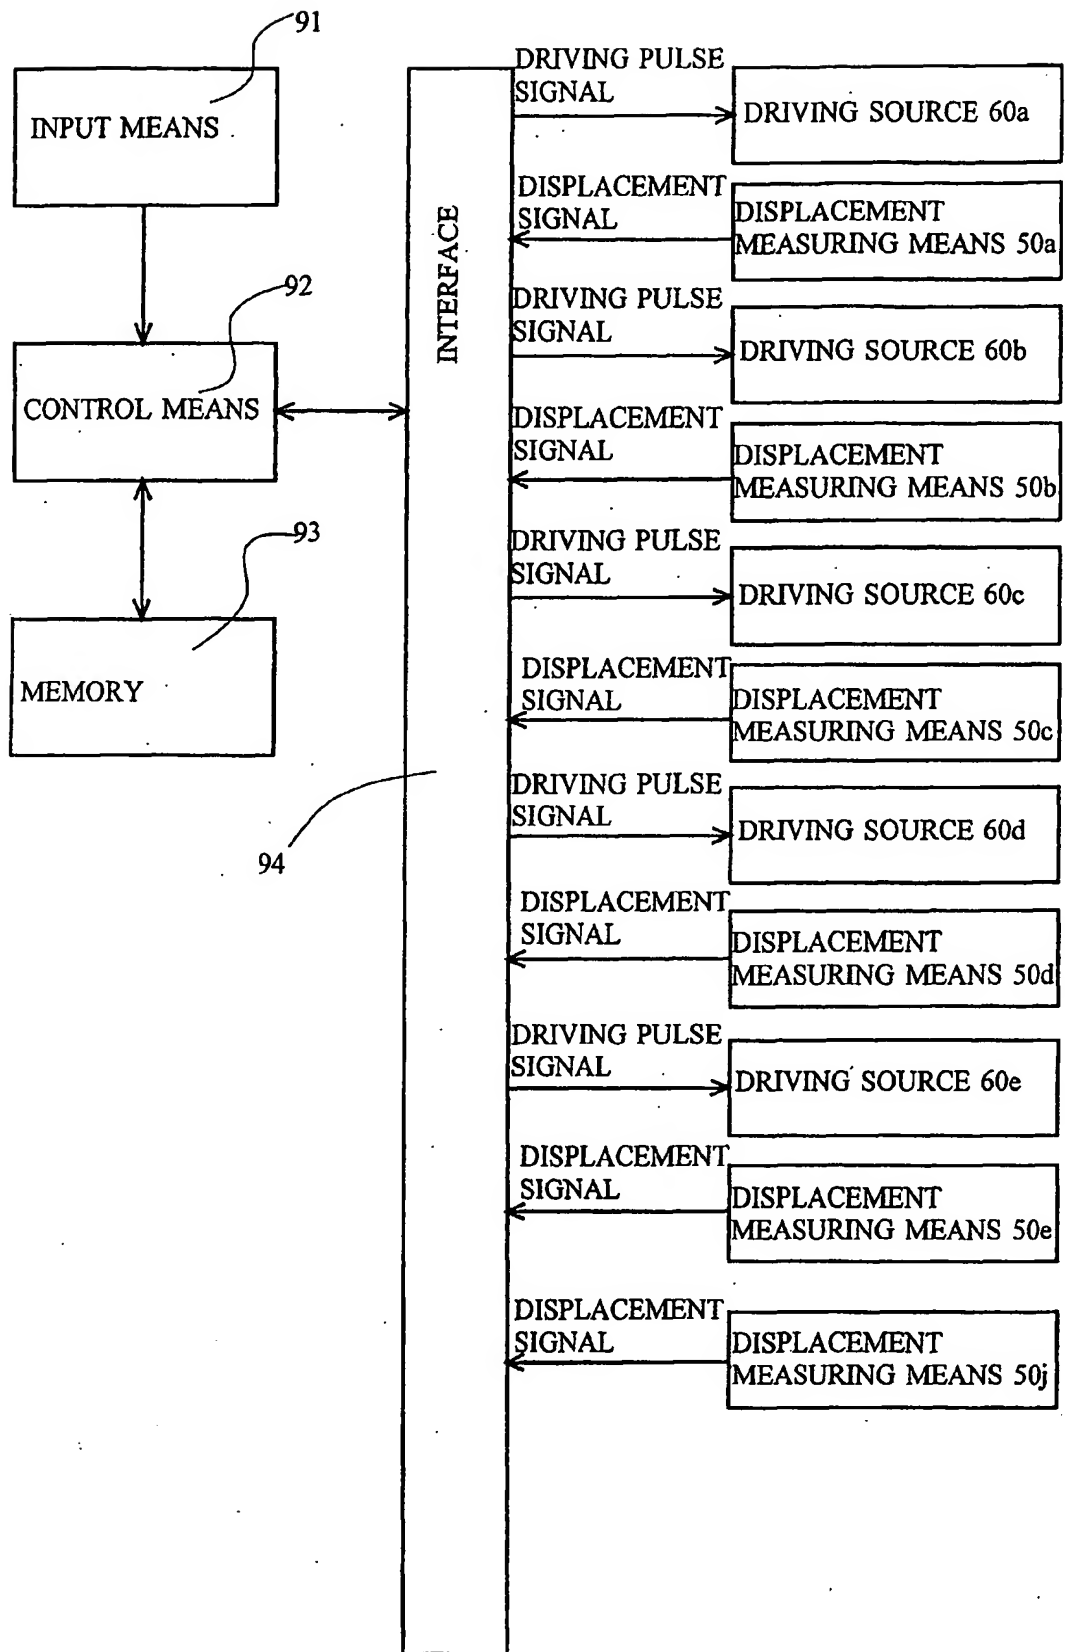 91
INPUT MEANS
92
CONTROL MEANS
93
MEMORY
94
INTERFACE
DRIVING PULSE
SIGNAL
DRIVING SOURCE 60a
DISPLACEMENT
SIGNAL
DISPLACEMENT
MEASURING MEANS 50a
DRIVING PULSE
SIGNAL
DRIVING SOURCE 60b
DISPLACEMENT
SIGNAL
DISPLACEMENT
MEASURING MEANS 50b
DRIVING PULSE
SIGNAL
DRIVING SOURCE 60c
DISPLACEMENT
SIGNAL
DISPLACEMENT
MEASURING MEANS 50c
DRIVING PULSE
SIGNAL
DRIVING SOURCE 60d
DISPLACEMENT
SIGNAL
DISPLACEMENT
MEASURING MEANS 50d
DRIVING PULSE
SIGNAL
DRIVING SOURCE 60e
DISPLACEMENT
SIGNAL
DISPLACEMENT
MEASURING MEANS 50e
DISPLACEMENT
SIGNAL
DISPLACEMENT
MEASURING MEANS 50j